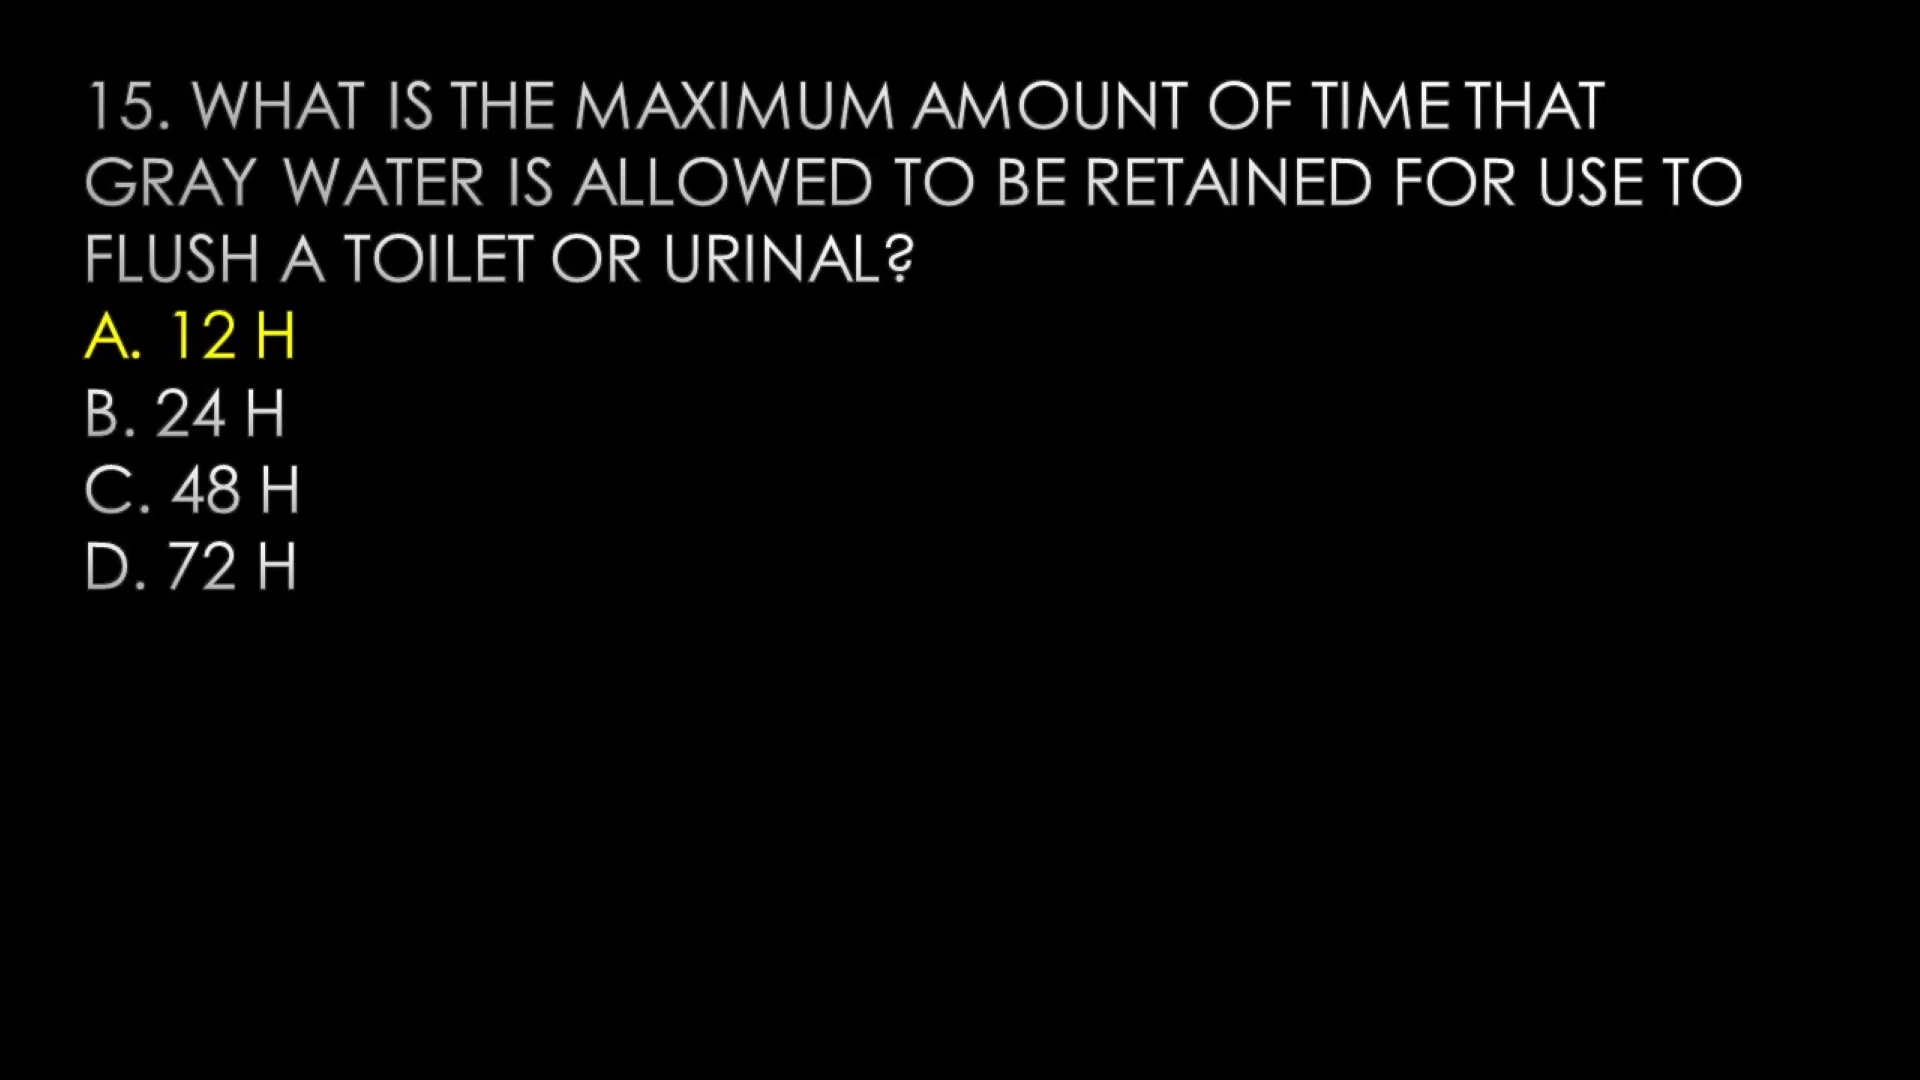 15. WHAT IS THE MAXIMUM AMOUNT OF TIME THAT
GRAY WATER IS ALLOWED TO BE RETAINED FOR USE TO
FLUSH A TOILET OR URINAL?
A. 12 H
B. 24 H
C. 48 H
D. 72 H